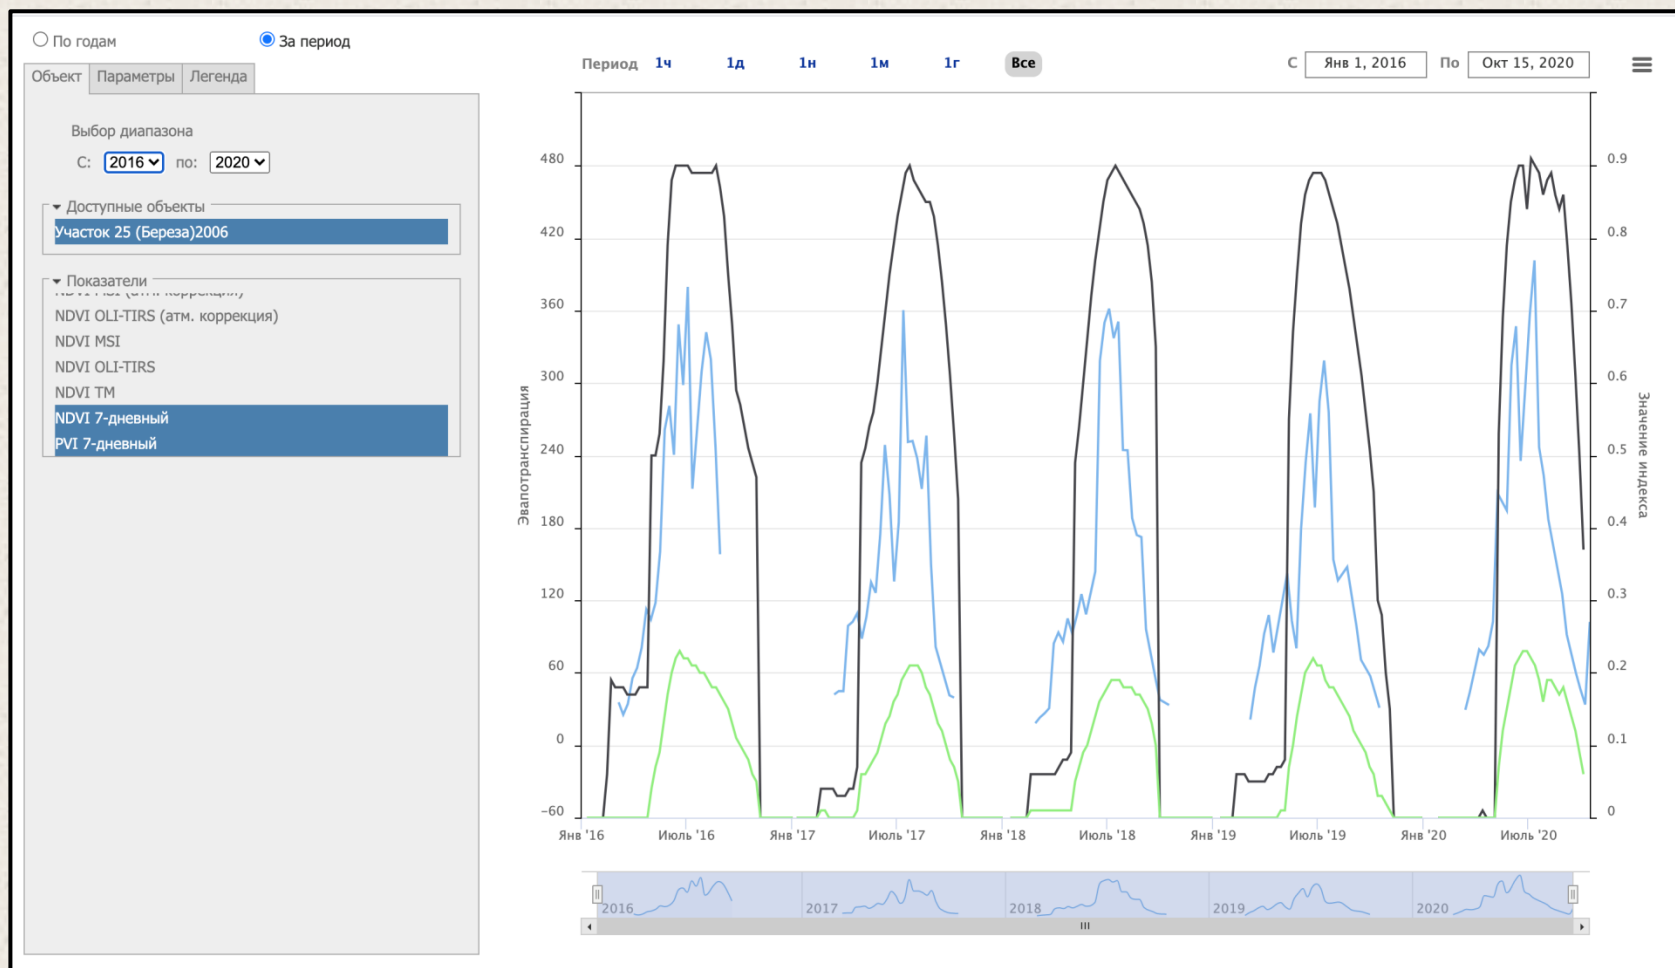 По годам За период
Объект Параметры Легенда
Выбор диапазона
С: 2016 по: 2020
Доступные объекты
Участок 25 (Береза)2006
Показатели
NDVI MSI (атм. коррекция)
NDVI OLI-TIRS (атм. коррекция)
NDVI MSI
NDVI OLI-TIRS
NDVI TM
NDVI 7-дневный
PVI 7-дневный
Период 1ч 1д 1н 1м 1г Все С Янв 1, 2016 По Окт 15, 2020
Эвапотранспирация
480
420
360
300
240
180
120
60
0
-60
0.9
0.8
0.7
0.6
0.5
0.4
0.3
0.2
0.1
0
Значение индекса
Янв '16 Июль '16 Янв '17 Июль '17 Янв '18 Июль '18 Янв '19 Июль '19 Янв '20 Июль '20
2016 2017 2018 2019 2020